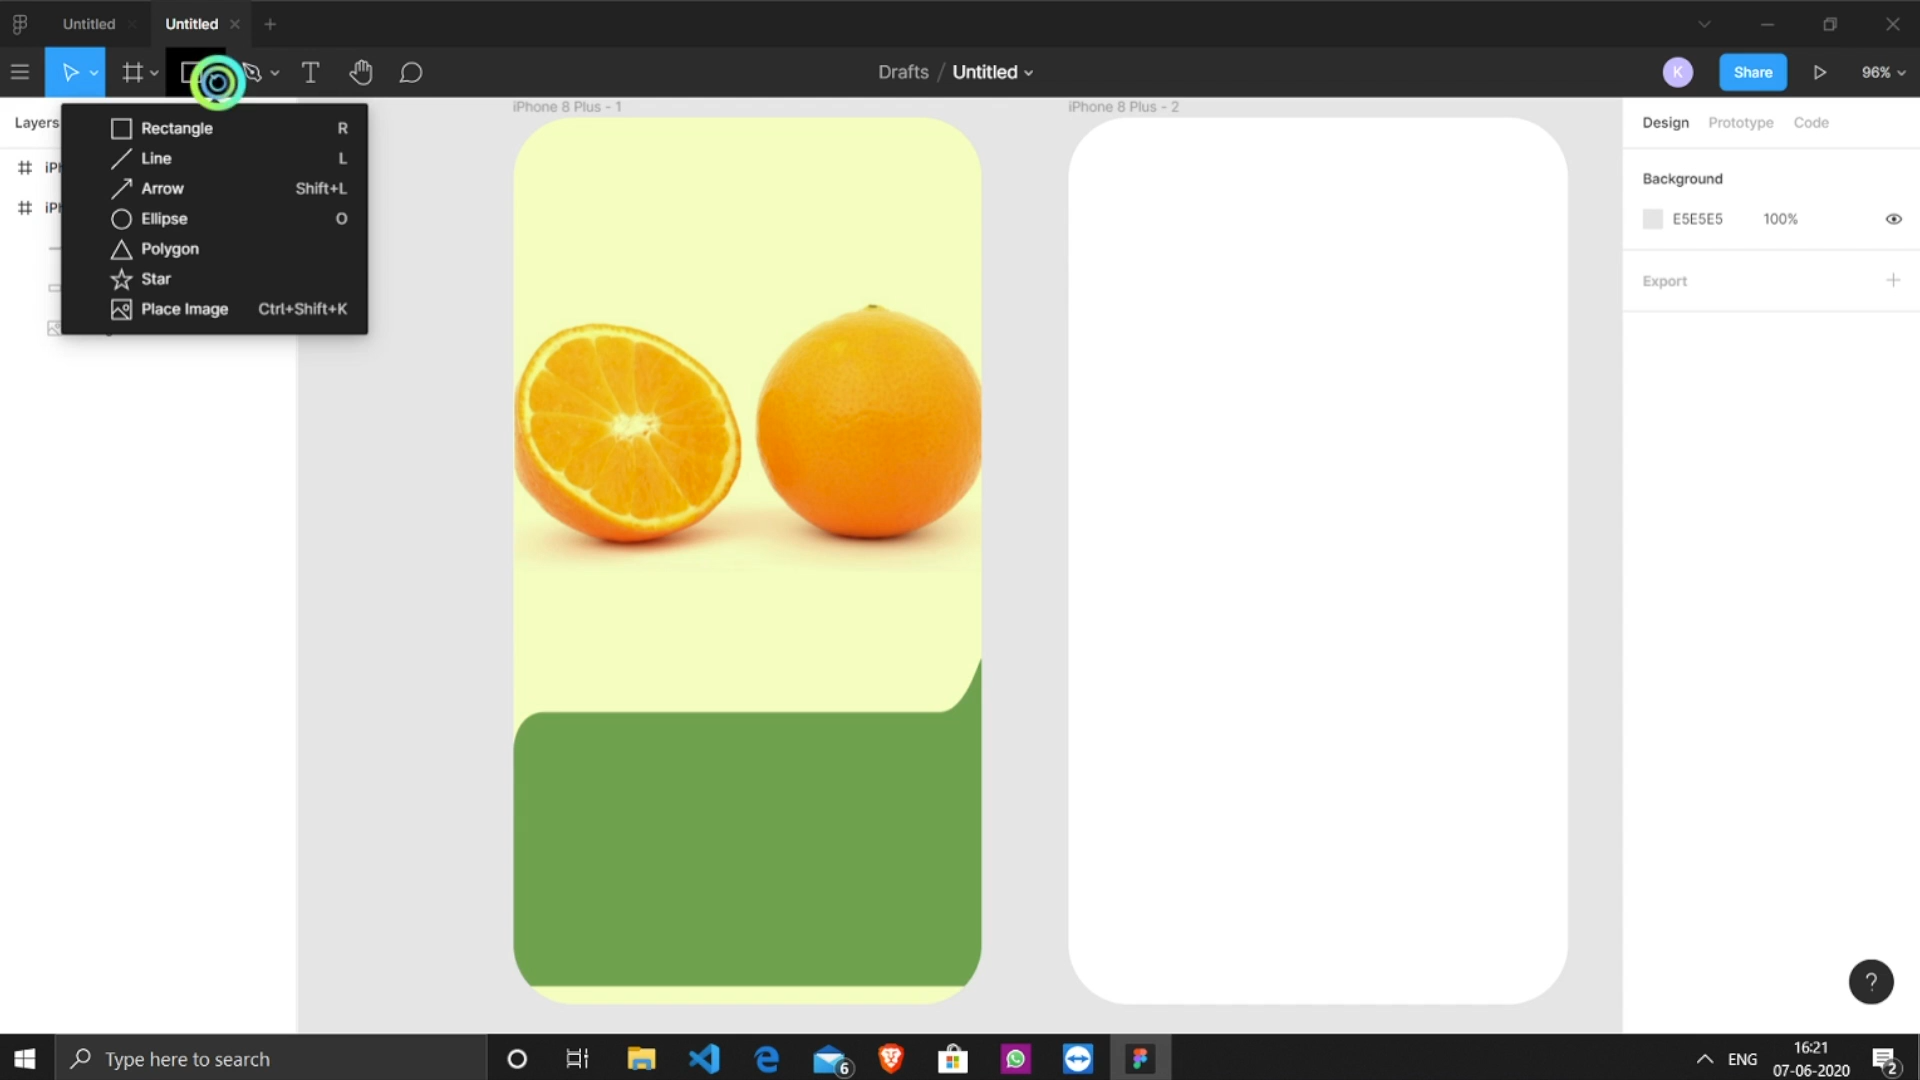 Untitled
Untitled
Drafts / Untitled
K
Share
96%
Layers
iPhone 8 Plus - 1
iPhone 8 Plus - 2
Design
Prototype
Code
Rectangle R
Line L
Arrow Shift+L
Ellipse O
Polygon
Star
Place Image Ctrl+Shift+K
Background
E5E5E5 100%
Export
?
Type here to search
6
ENG
16:21
07-06-2020
2